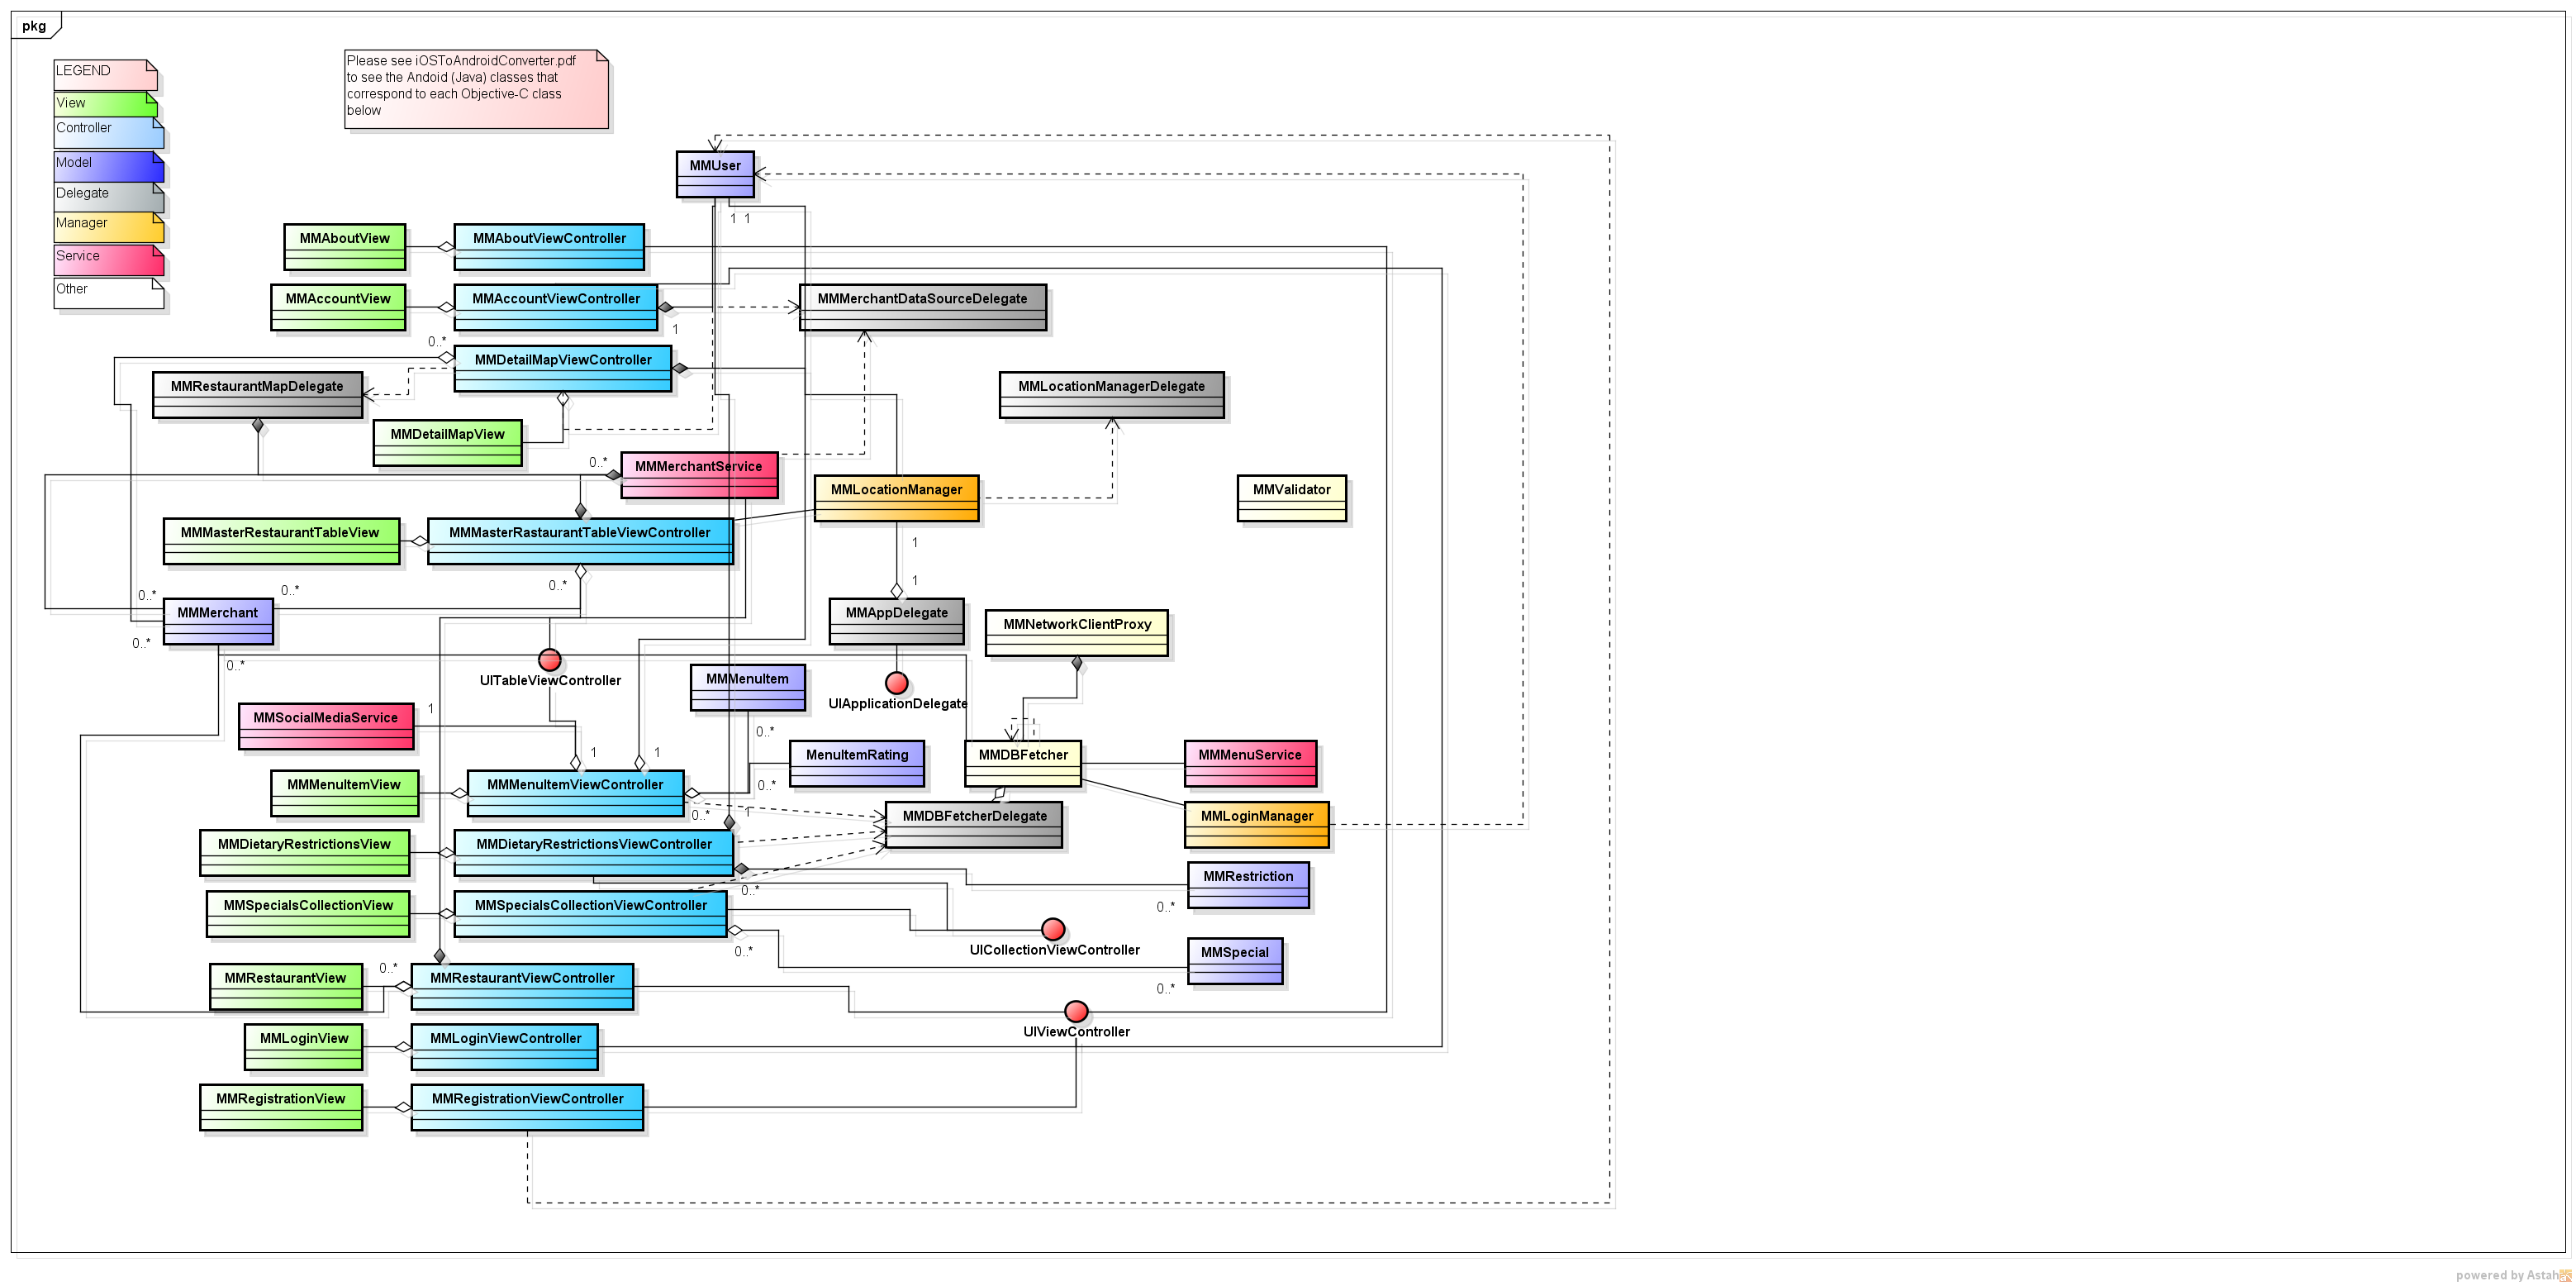 pkg
LEGEND
View
Controller
Model
Delegate
Manager
Service
Other
Please see iOSToAndroidConverter.pdf
to see the Andoid (Java) classes that
correspond to each Objective-C class
below
MMUser
1 1
MMAboutView
MMAboutViewController
MMAccountView
MMAccountViewController
MMMerchantDataSourceDelegate
1
0..*
MMDetailMapViewController
MMRestaurantMapDelegate
MMLocationManagerDelegate
MMDetailMapView
0..*
MMMerchantService
MMLocationManager
MMValidator
MMMasterRestaurantTableView
MMMasterRastaurantTableViewController
1
1
0..*
0..*
0..*
MMMerchant
MMAppDelegate
MMNetworkClientProxy
0..*
0..*
UITableViewController
MMMenuItem
UIApplicationDelegate
MMSocialMediaService
1
0..*
1
1
MenuItemRating
MMDBFetcher
MMMenuService
MMMenuItemView
MMMenuItemViewController
0..*
0..*
1
MMDBFetcherDelegate
MMLoginManager
MMDietaryRestrictionsView
MMDietaryRestrictionsViewController
MMRestriction
0..*
0..*
MMSpecialsCollectionView
MMSpecialsCollectionViewController
UICollectionViewController
0..*
MMSpecial
0..*
0..*
MMRestaurantView
MMRestaurantViewController
UIViewController
MMLoginView
MMLoginViewController
MMRegistrationView
MMRegistrationViewController
powered by Astah